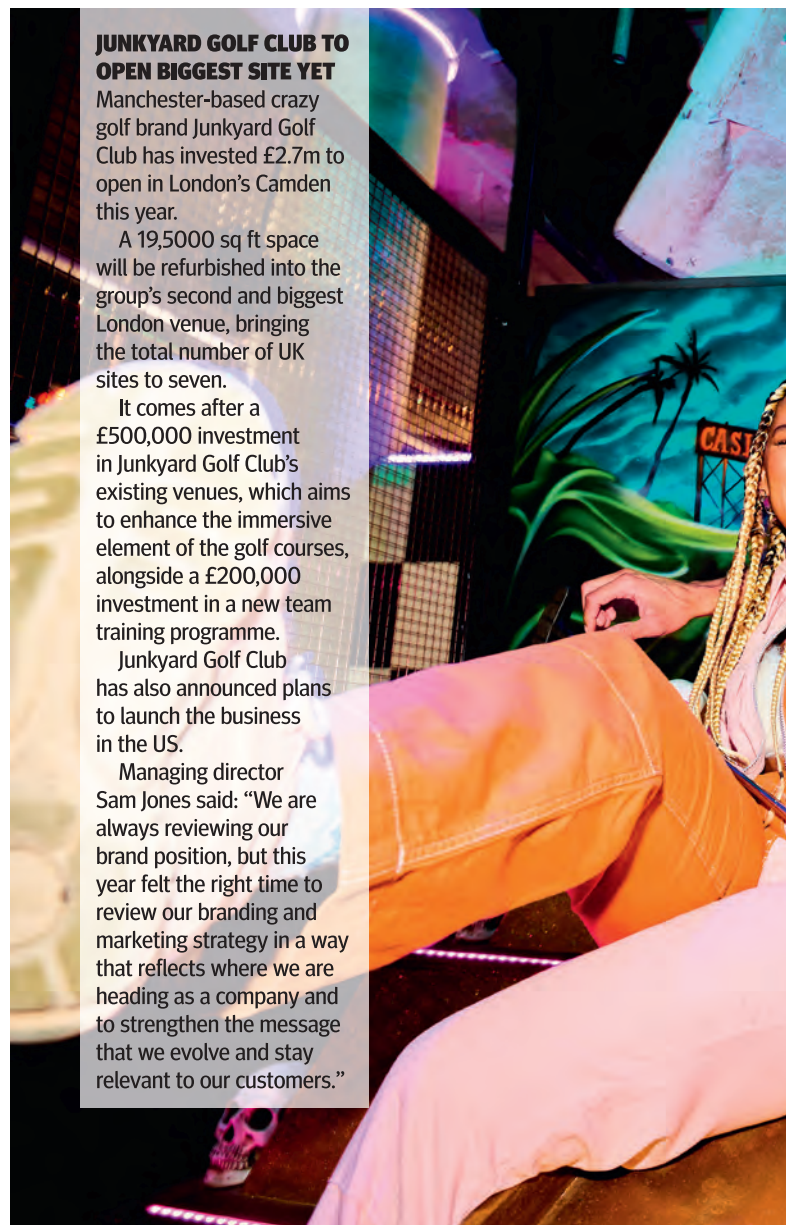 JUNKYARD GOLF CLUB TO
OPEN BIGGEST SITE YET
Manchester-based crazy
golf brand Junkyard Golf
Club has invested £2.7m to
open in London’s Camden
this year.
A 19,5000 sq ft space
will be refurbished into the
group’s second and biggest
London venue, bringing
the total number of UK
sites to seven.
It comes after a
£500,000 investment
in Junkyard Golf Club’s
existing venues, which aims
to enhance the immersive
element of the golf courses,
alongside a £200,000
investment in a new team
training programme.
Junkyard Golf Club
has also announced plans
to launch the business
in the US.
Managing director
Sam Jones said: “We are
always reviewing our
brand position, but this
year felt the right time to
review our branding and
marketing strategy in a way
that reflects where we are
heading as a company and
to strengthen the message
that we evolve and stay
relevant to our customers.”
CASI